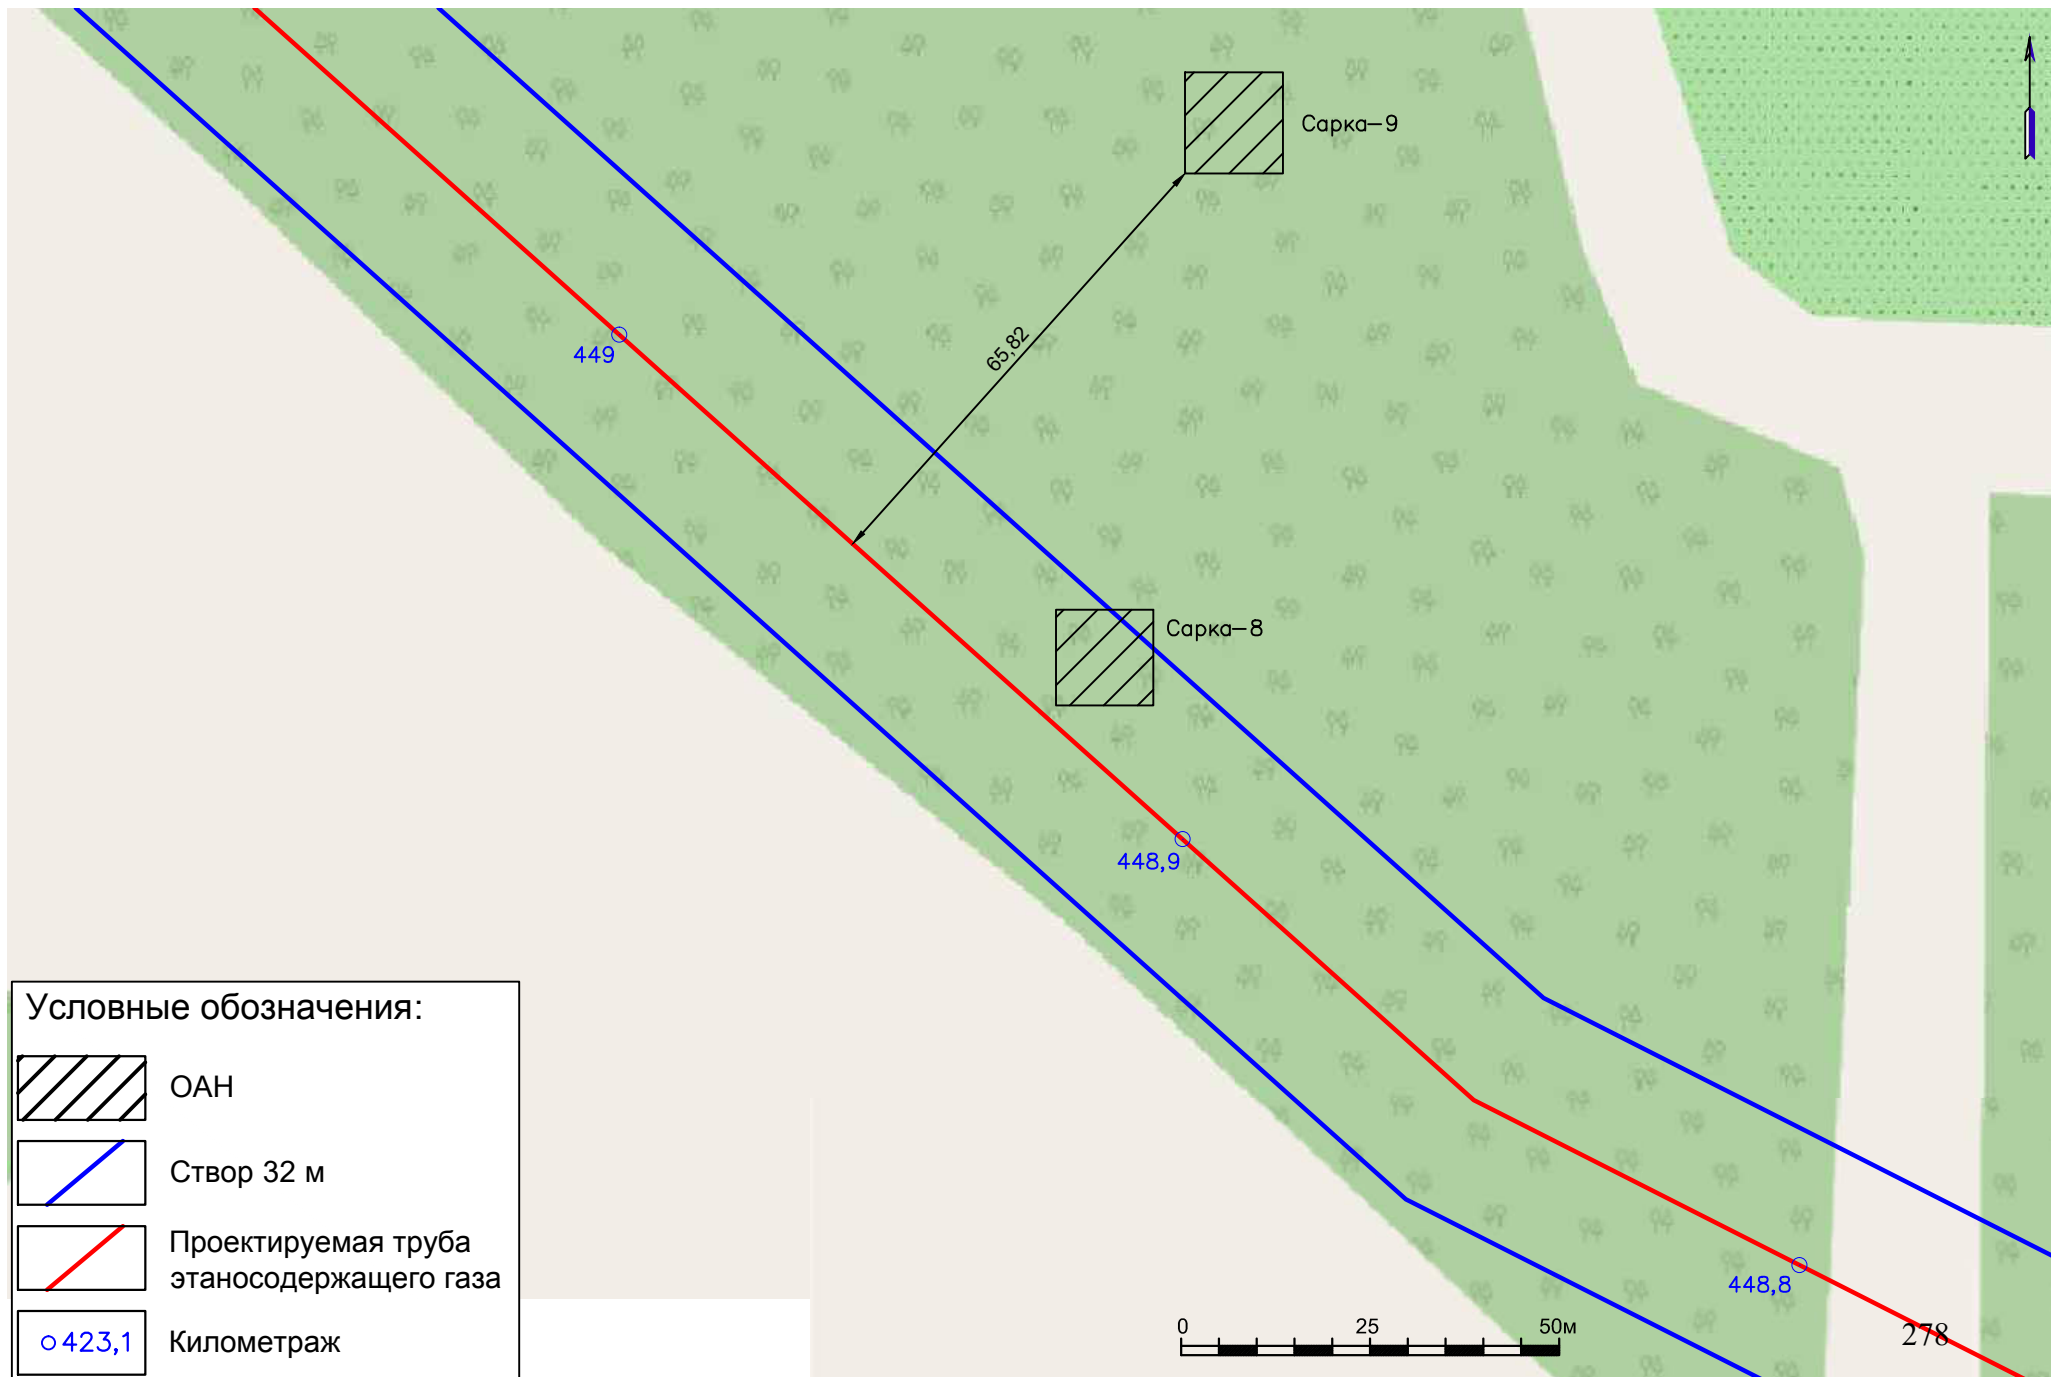 Сарка-9
65,82
449
Сарка-8
448,9
448,8
Условные обозначения:
ОАН
Створ 32 м
Проектируемая труба
этаносодержащего газа
423,1 Километраж
0 25 50м
278